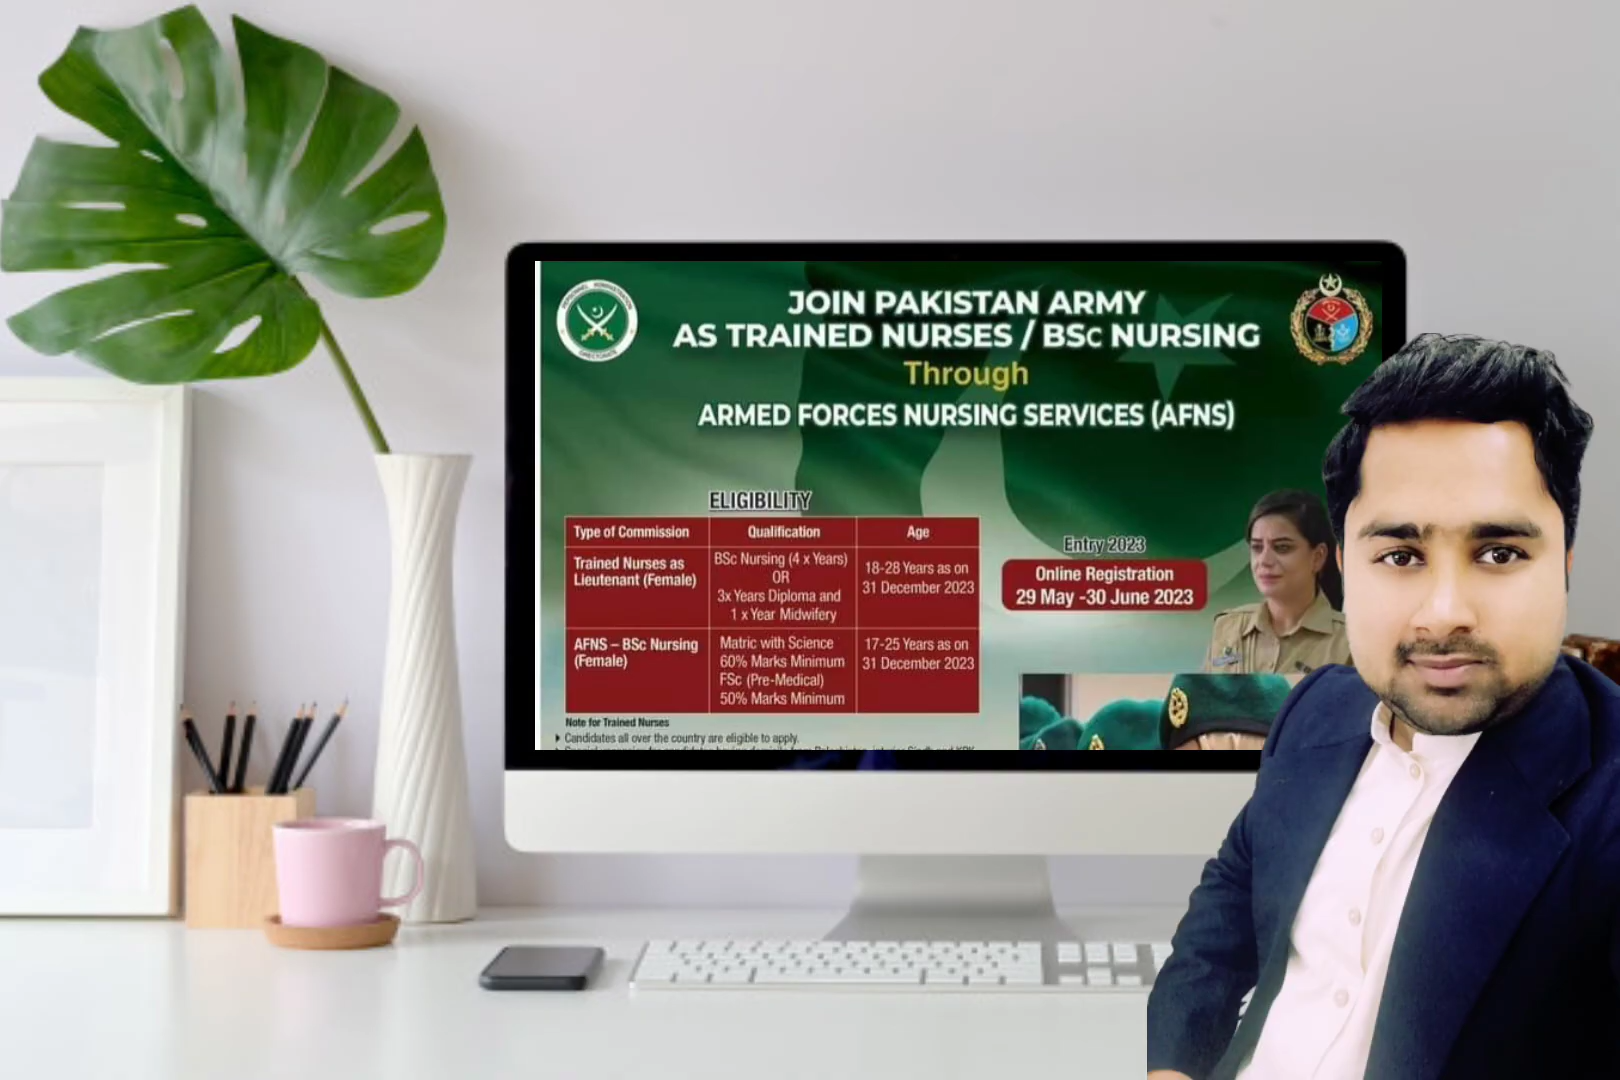 PERSONNEL ADMINISTRATION
DIRECTORATE
JOIN PAKISTAN ARMY
AS TRAINED NURSES / BSc NURSING
Through
ARMED FORCES NURSING SERVICES (AFNS)
ELIGIBILITY
Type of Commission
Qualification
Age
Trained Nurses as
Lieutenant (Female)
BSc Nursing (4 x Years)
OR
3x Years Diploma and
1 x Year Midwifery
18-28 Years as on
31 December 2023
AFNS – BSc Nursing
(Female)
Matric with Science
60% Marks Minimum
FSc (Pre-Medical)
50% Marks Minimum
17-25 Years as on
31 December 2023
Entry 2023
Online Registration
29 May -30 June 2023
Note for Trained Nurses
Candidates all over the country are eligible to apply.